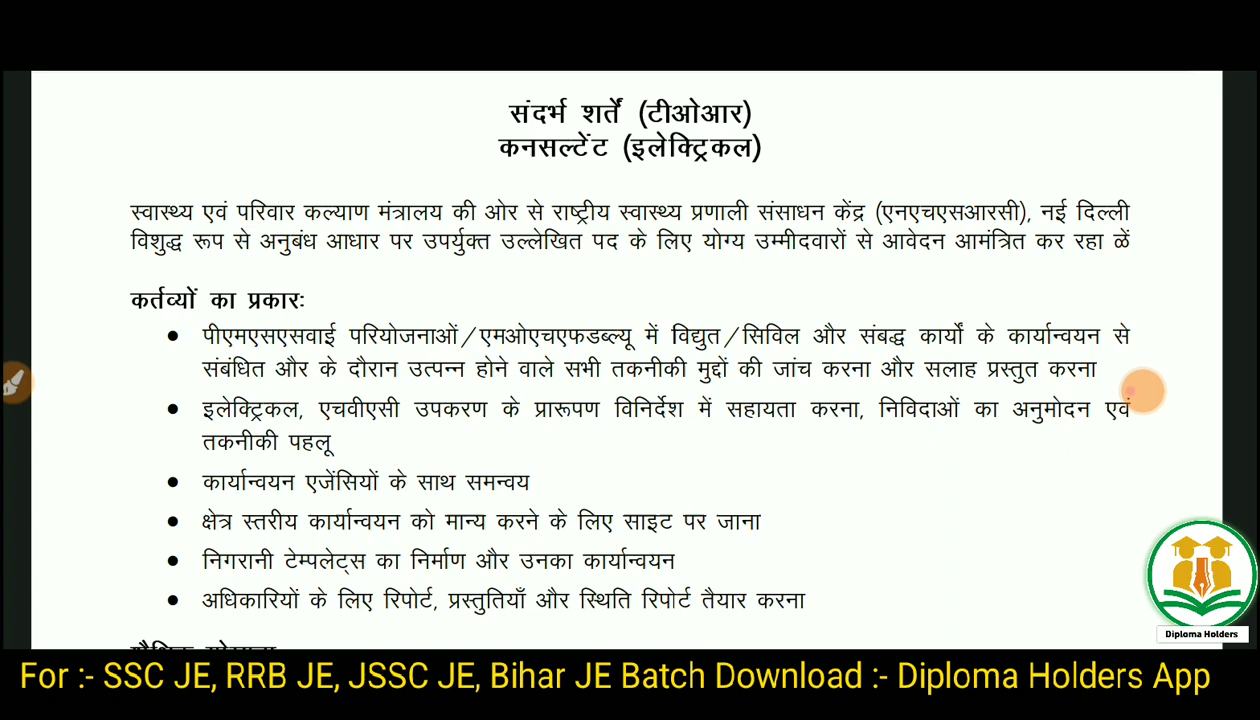 संदर्भ शर्तें (टीओआर)
कनसल्टेंट (इलेक्ट्रिकल)
स्वास्थ्य एवं परिवार कल्याण मंत्रालय की ओर से राष्ट्रीय स्वास्थ्य प्रणाली संसाधन केंद्र (एनएचएसआरसी), नई दिल्ली
विशुद्ध रूप से अनुबंध आधार पर उपर्युक्त उल्लेखित पद के लिए योग्य उम्मीदवारों से आवेदन आमंत्रित कर रहा ळें
कर्तव्यों का प्रकारः
• पीएमएसएसवाई परियोजनाओं/एमओएचएफडब्ल्यू में विद्युत/सिविल और संबद्ध कार्यों के कार्यान्वयन से
संबंधित और के दौरान उत्पन्न होने वाले सभी तकनीकी मुद्दों की जांच करना और सलाह प्रस्तुत करना
• इलेक्ट्रिकल, एचवीएसी उपकरण के प्रारूपण विनिर्देश में सहायता करना, निविदाओं का अनुमोदन एवं
तकनीकी पहलू
• कार्यान्वयन एजेंसियों के साथ समन्वय
• क्षेत्र स्तरीय कार्यान्वयन को मान्य करने के लिए साइट पर जाना
• निगरानी टेम्पलेट्स का निर्माण और उनका कार्यान्वयन
• अधिकारियों के लिए रिपोर्ट, प्रस्तुतियाँ और स्थिति रिपोर्ट तैयार करना
Diploma Holders
For :- SSC JE, RRB JE, JSSC JE, Bihar JE Batch Download :- Diploma Holders App